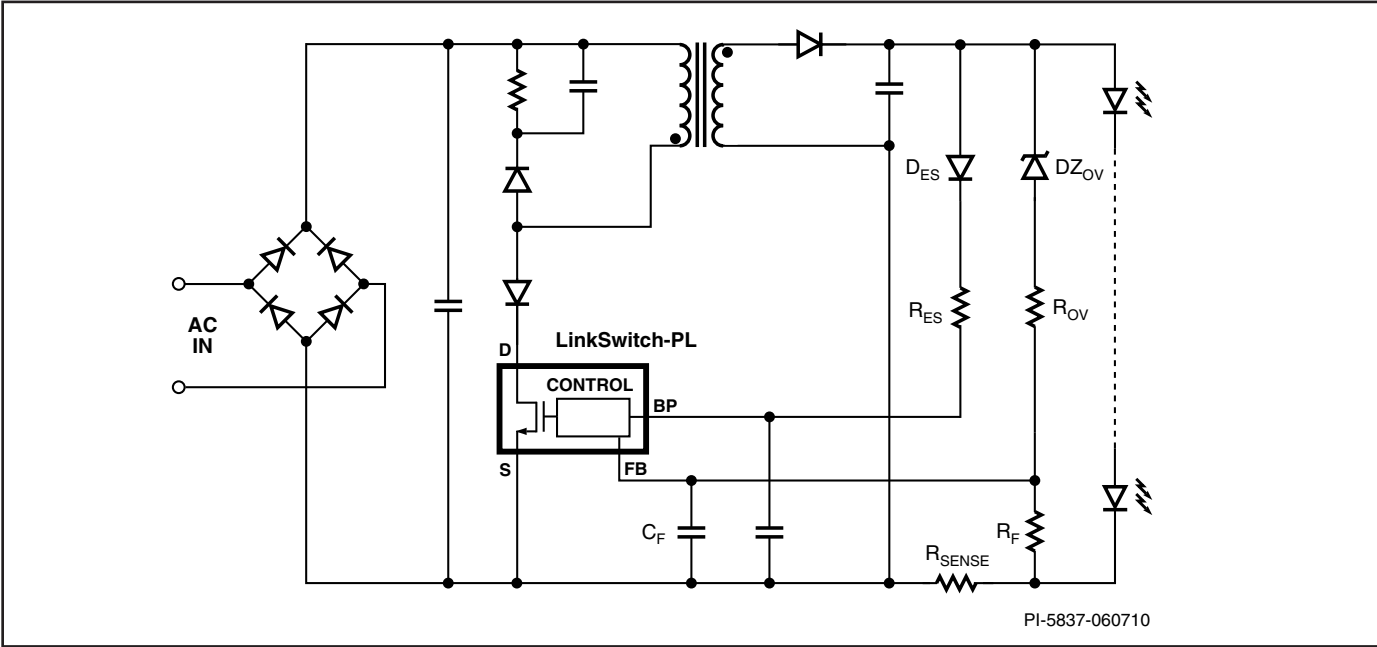 D_ES
DZ_OV
R_ES
R_OV
AC
IN
LinkSwitch-PL
D
CONTROL
BP
S
FB
C_F
R_F
R_SENSE
PI-5837-060710